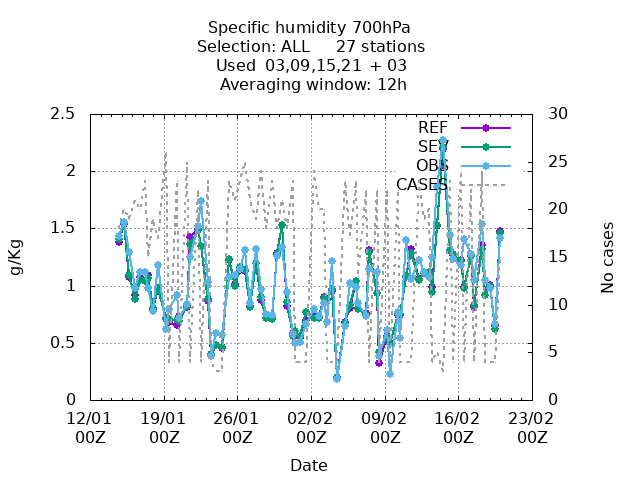 Specific humidity 700hPa
Selection: ALL 27 stations
Used 03,09,15,21 + 03
Averaging window: 12h
2.5
2
1.5
1
0.5
0
g/Kg
30
25
20
15
10
5
0
No cases
REF
SEV
OBS
CASES
12/01 19/01 26/01 02/02 09/02 16/02 23/02
00Z 00Z 00Z 00Z 00Z 00Z 00Z
Date